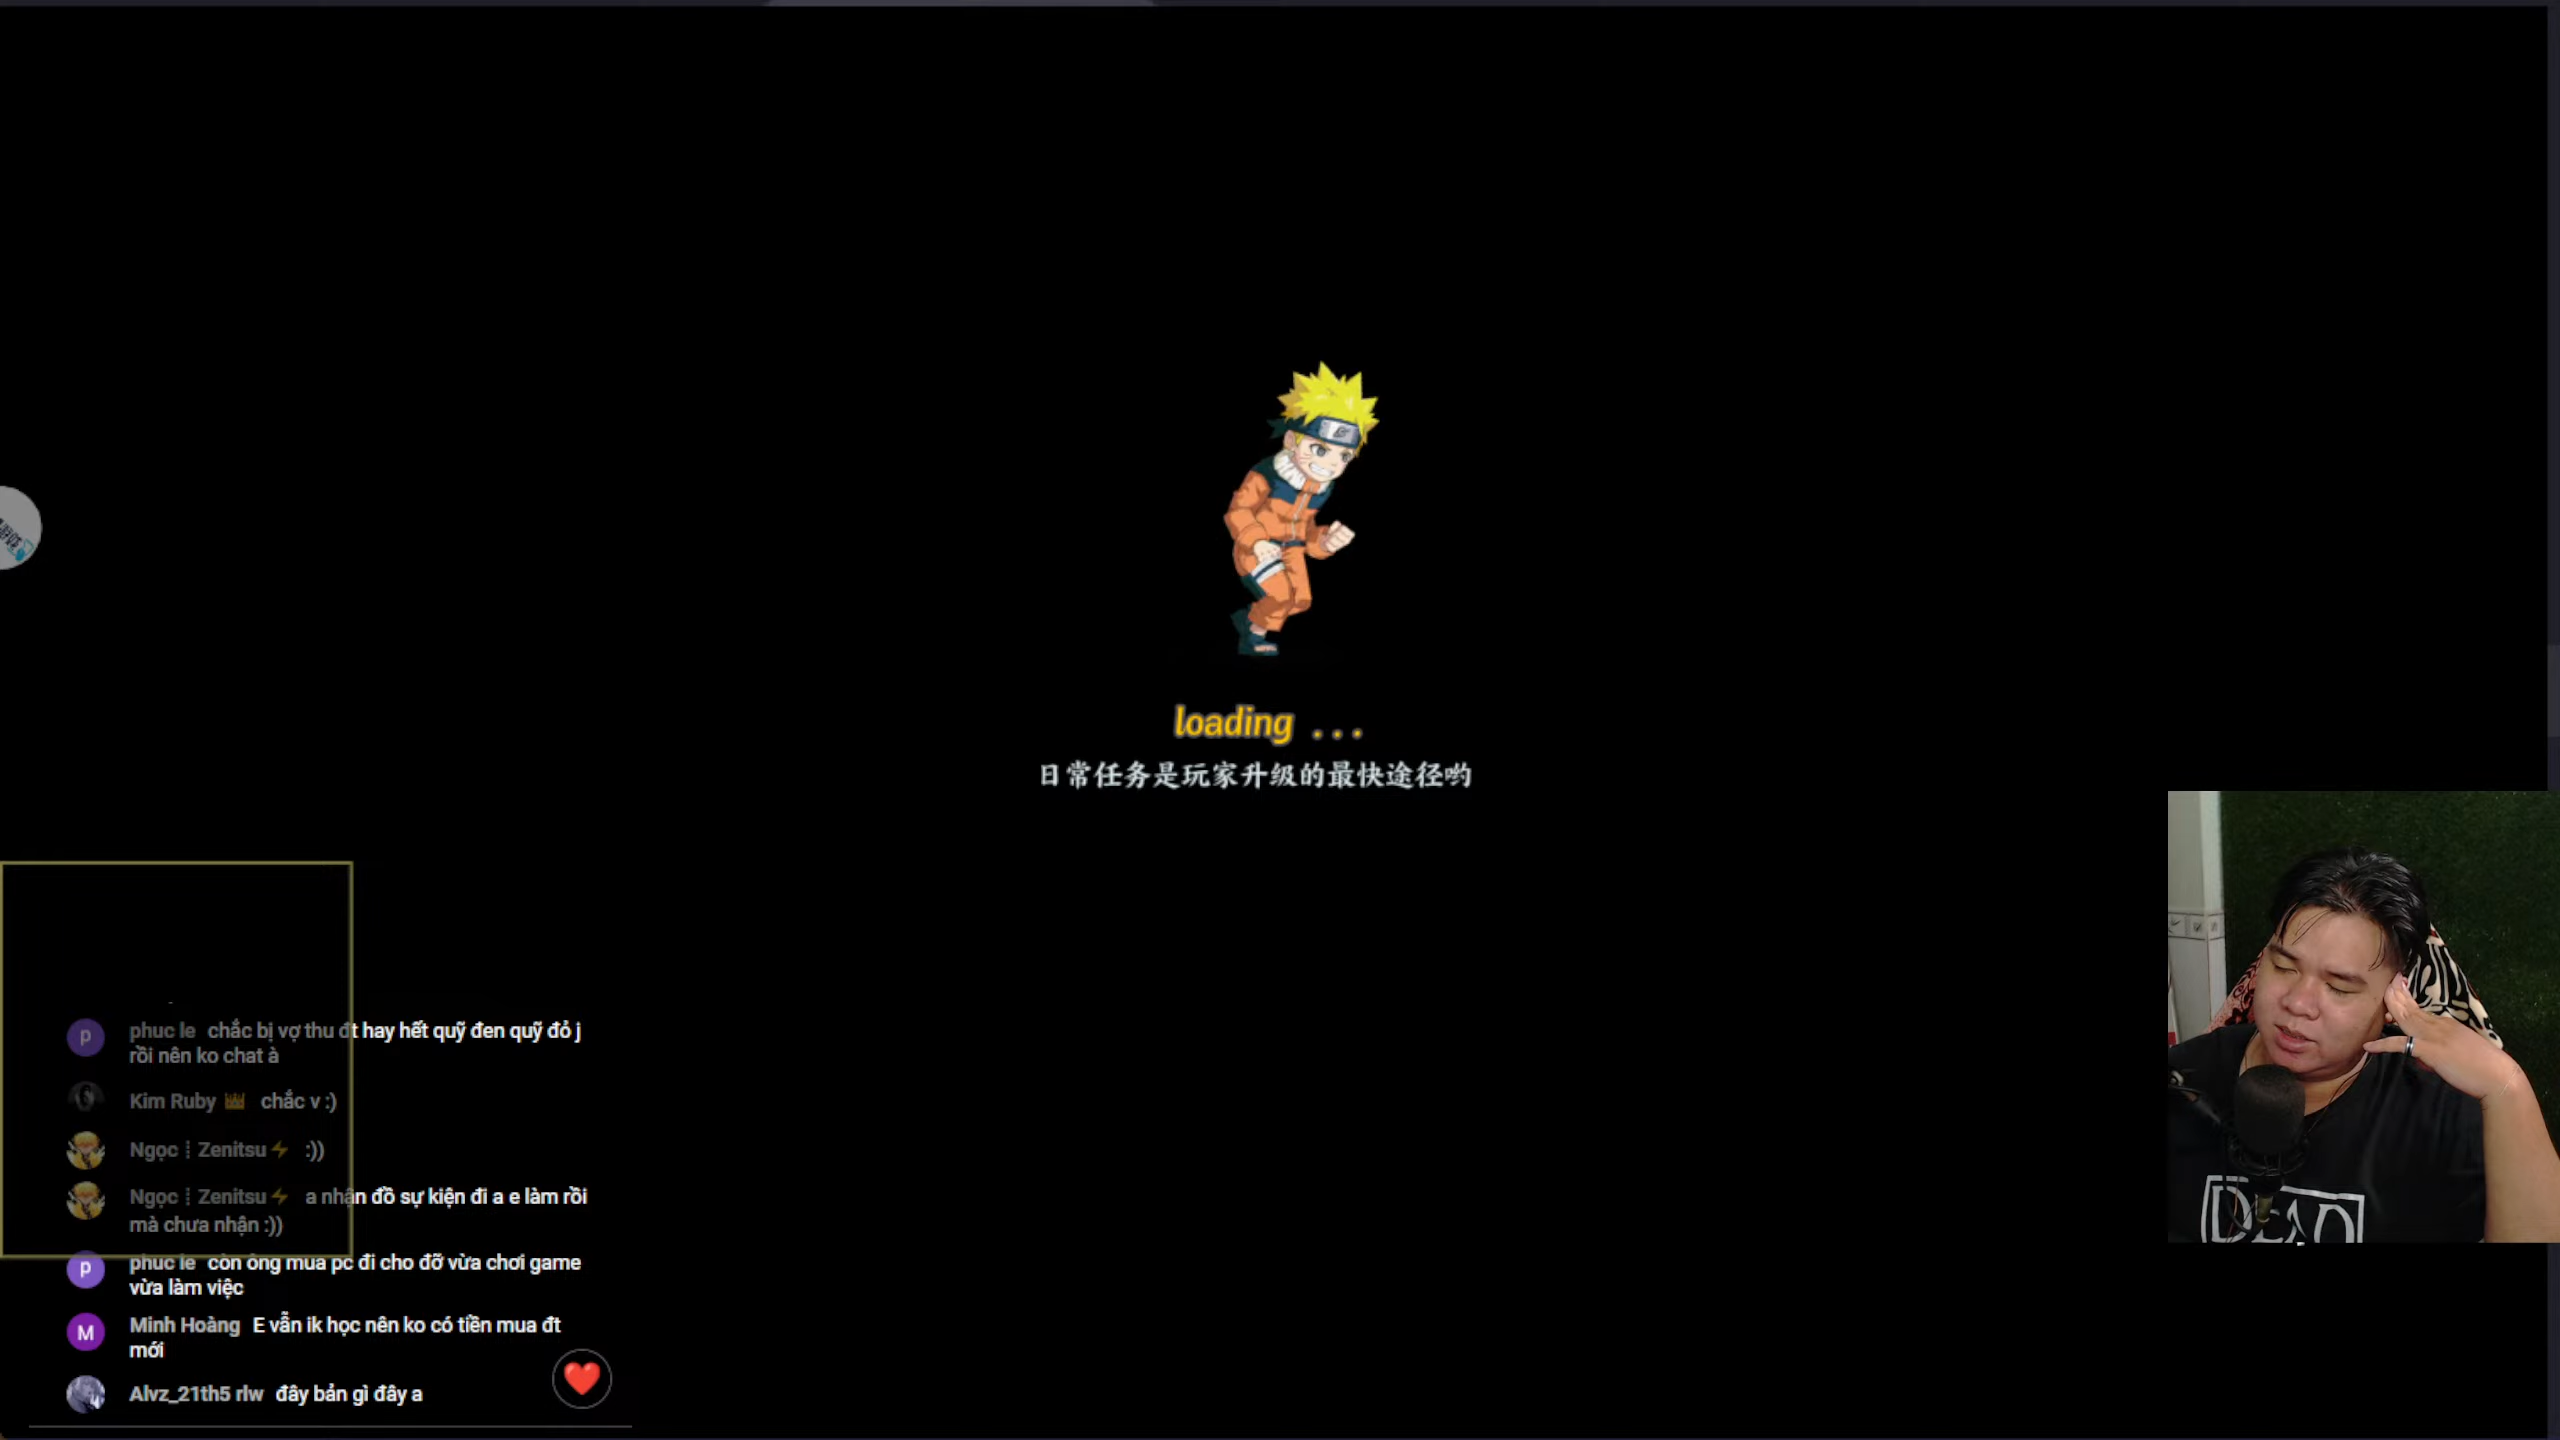 loading ...
日常任务是玩家升级的最快途径哟
phuc le chắc bị vợ thu đt hay hết quỹ đen quỹ đỏ j
rồi nên ko chat à
Kim Ruby chắc v :)
Ngọc ┊ Zenitsu⚡ :))
Ngọc ┊ Zenitsu⚡ a nhận đồ sự kiện đi a e làm rồi
mà chưa nhận :))
phuc le còn ông mua pc đi cho đỡ vừa chơi game
vừa làm việc
Minh Hoàng E vẫn ik học nên ko có tiền mua đt
mới
Alvz_21th5 rlw đây bản gì đây a
P
P
M
DEAD